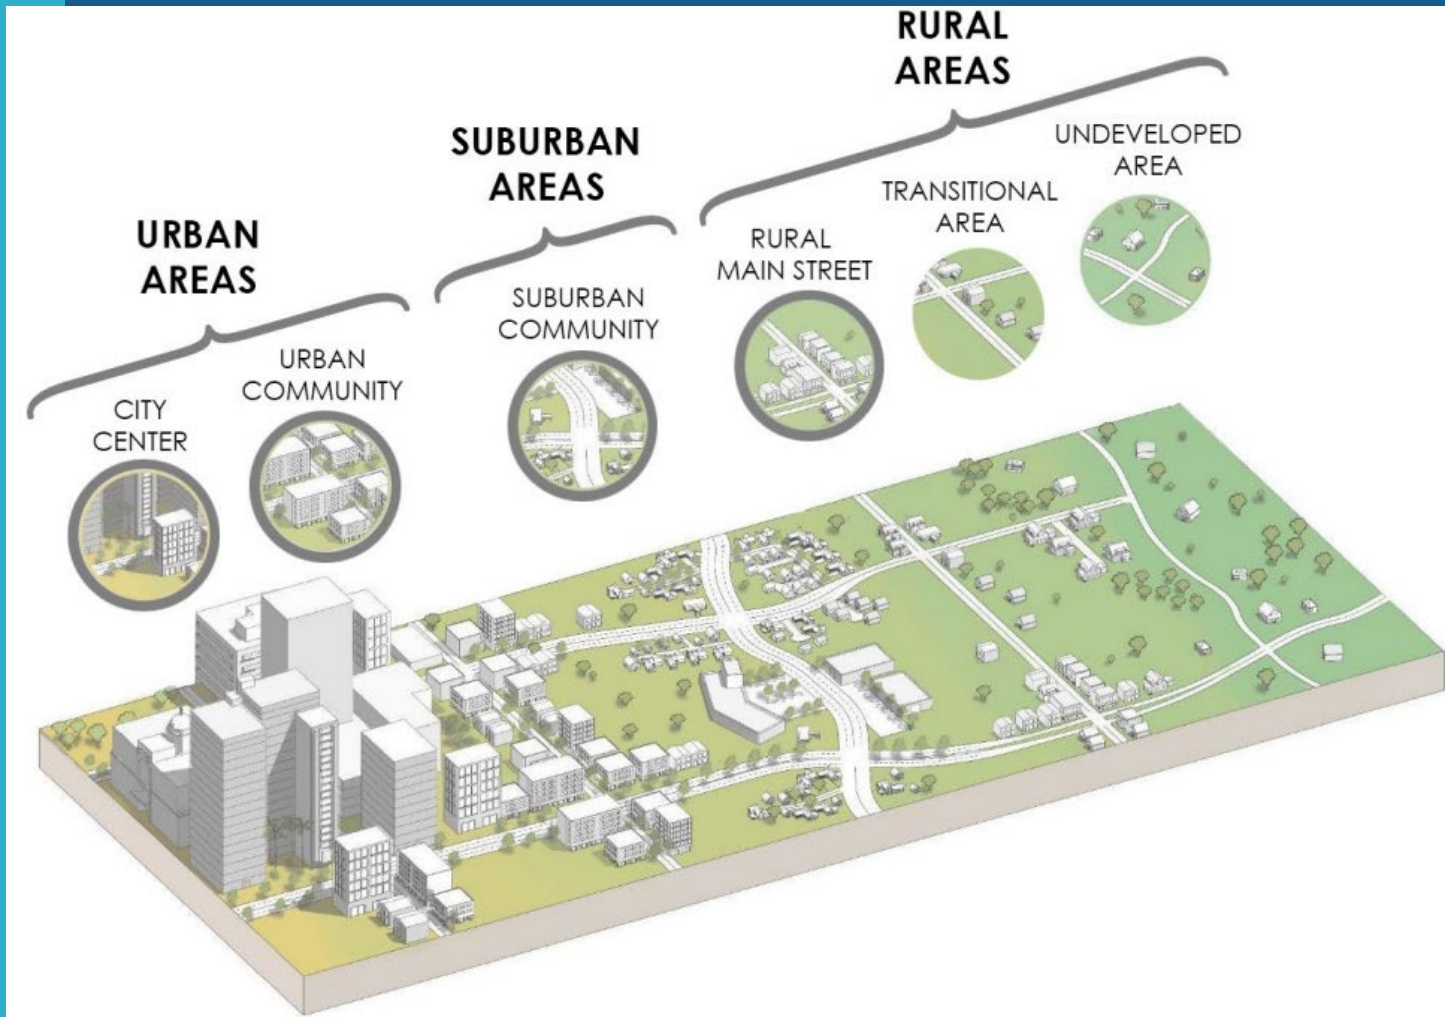 URBAN
AREAS
CITY
CENTER
URBAN
COMMUNITY
SUBURBAN
AREAS
SUBURBAN
COMMUNITY
RURAL
AREAS
RURAL
MAIN STREET
TRANSITIONAL
AREA
UNDEVELOPED
AREA